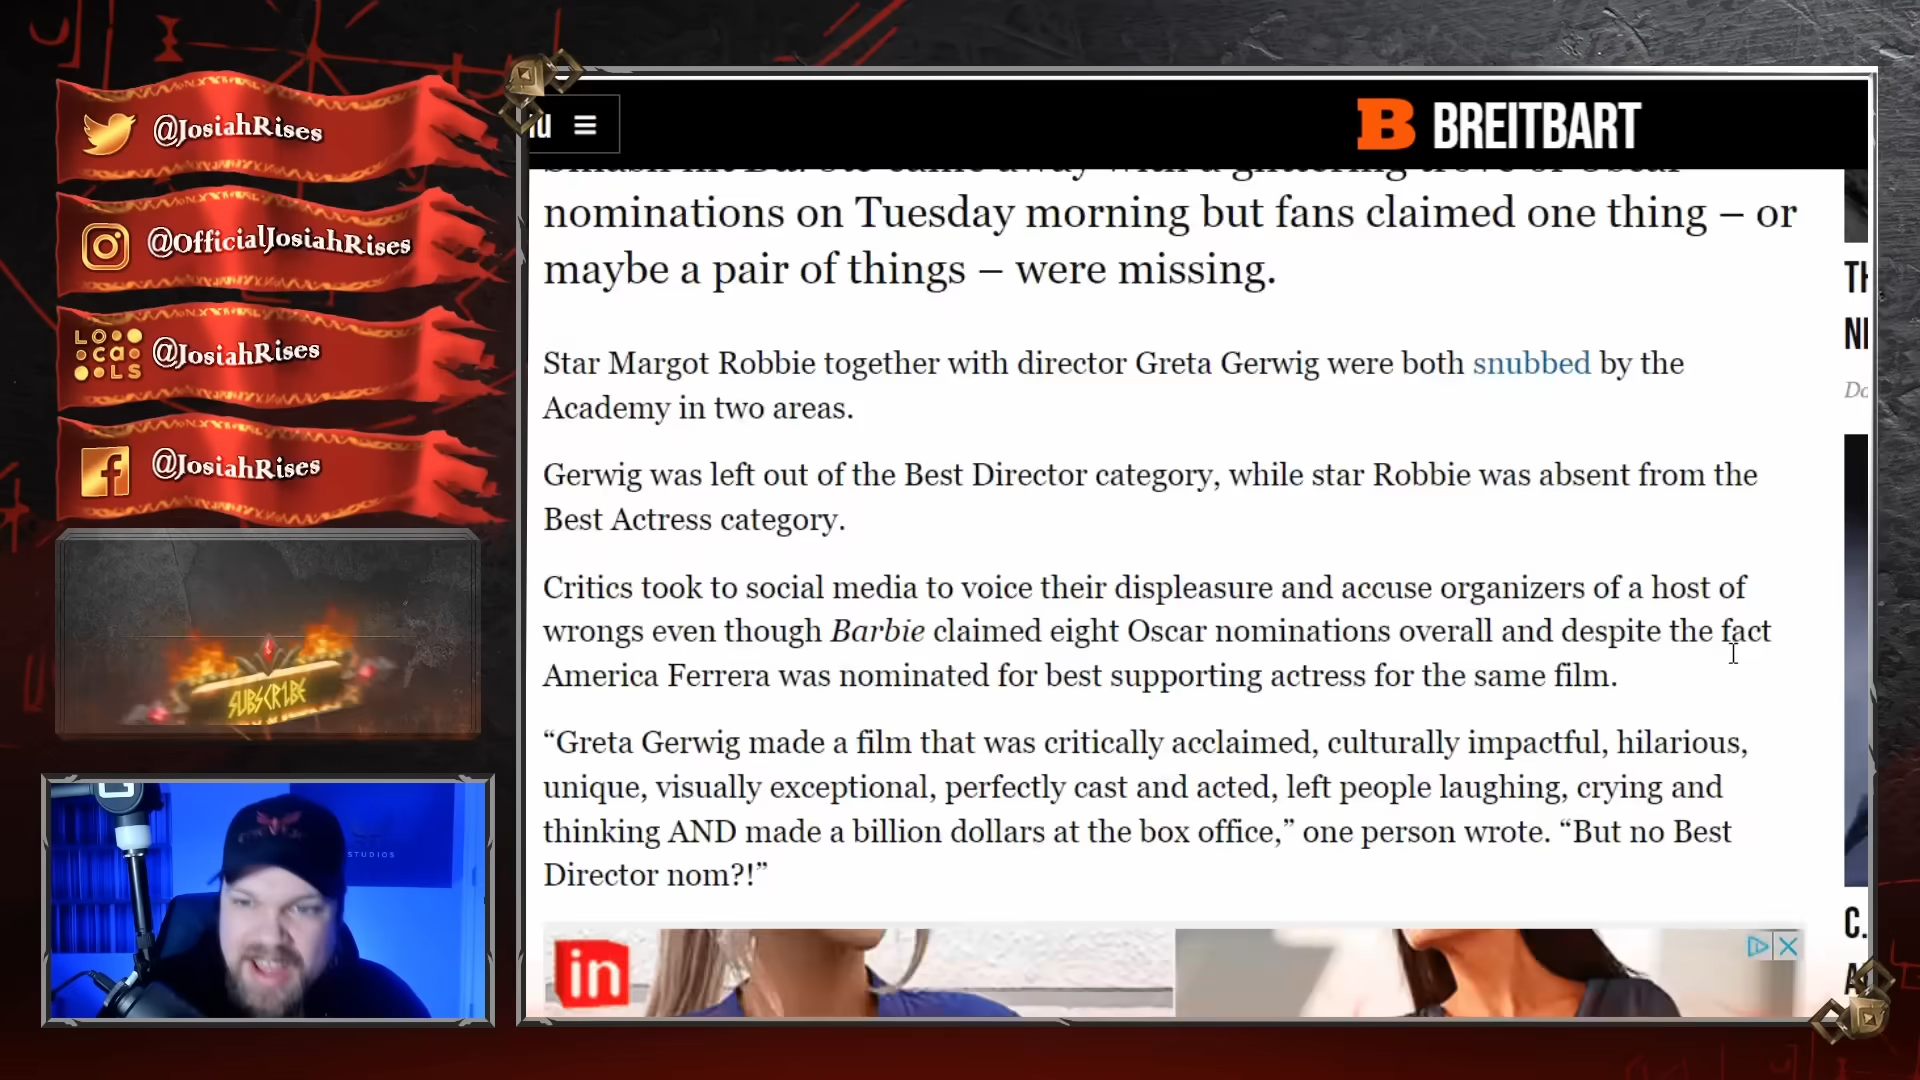 @JosiahRises
@OfficialJosiahRises
LOCALS
@JosiahRises
@JosiahRises
SUBSCRIBE
STUDIOS
BREITBART
nominations on Tuesday morning but fans claimed one thing – or
maybe a pair of things – were missing.
Star Margot Robbie together with director Greta Gerwig were both snubbed by the
Academy in two areas.
Gerwig was left out of the Best Director category, while star Robbie was absent from the
Best Actress category.
Critics took to social media to voice their displeasure and accuse organizers of a host of
wrongs even though Barbie claimed eight Oscar nominations overall and despite the fact
America Ferrera was nominated for best supporting actress for the same film.
“Greta Gerwig made a film that was critically acclaimed, culturally impactful, hilarious,
unique, visually exceptional, perfectly cast and acted, left people laughing, crying and
thinking AND made a billion dollars at the box office,” one person wrote. “But no Best
Director nom?!”
in